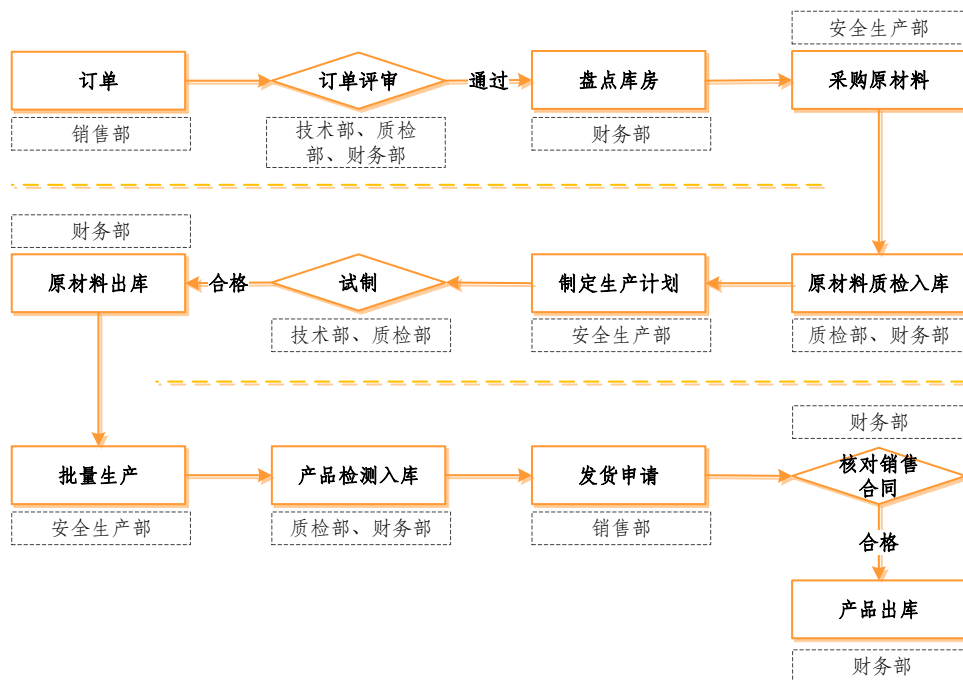 安全生产部
订单
订单评审
通过
盘点库房
采购原材料
销售部
技术部、质检
部、财务部
财务部
财务部
原材料出库
合格
试制
制定生产计划
原材料质检入库
技术部、质检部
安全生产部
质检部、财务部
财务部
批量生产
产品检测入库
发货申请
核对销售
合同
安全生产部
质检部、财务部
销售部
合格
产品出库
财务部